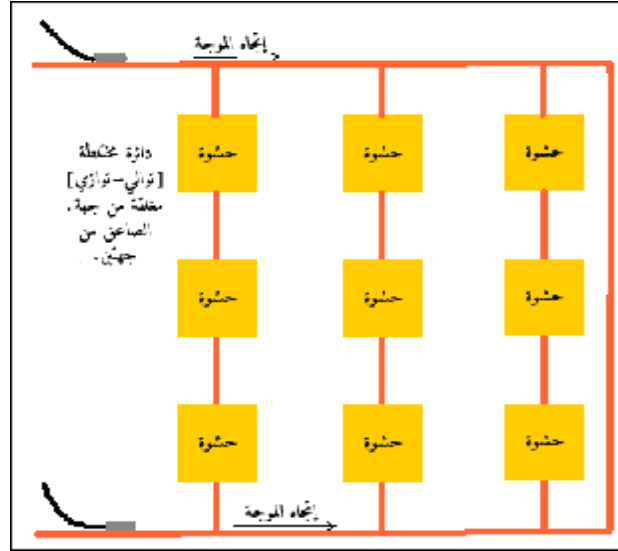 إتجاه الموجة
حشوة حشوة حشوة
دائرة مختلطة
[توالي-توازي]
مغلقة من جهة.
الصاعق من
جهتين.
حشوة حشوة حشوة
حشوة حشوة حشوة
إتجاه الموجة